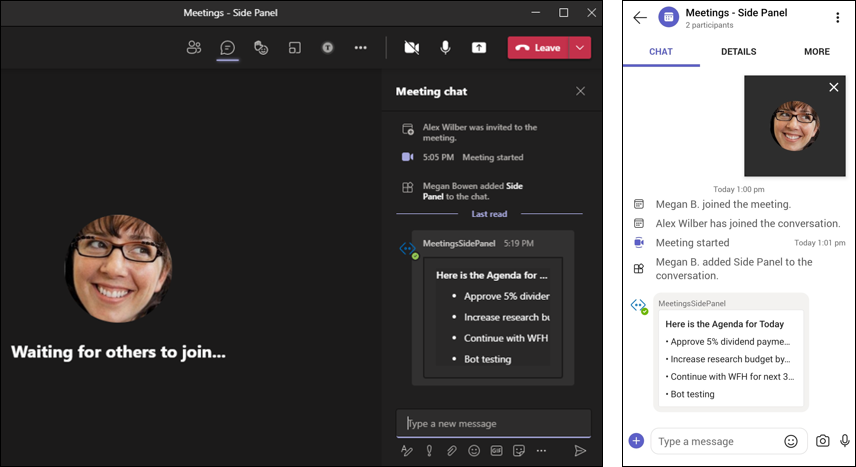 Meetings - Side Panel
Leave
Waiting for others to join...
Meeting chat
Alex Wilber was invited to the
meeting.
5:05 PM Meeting started
Megan Bowen added Side
Panel to the chat.
Last read
MeetingsSidePanel 5:19 PM
Here is the Agenda for ...
• Approve 5% divider
• Increase research bu
• Continue with WFH
• Bot testing
Type a new message
GIF
Meetings - Side Panel
2 participants
CHAT DETAILS MORE
Today 1:00 pm
Megan B. joined the meeting.
Alex Wilber has joined the conversation.
Meeting started Today 1:01 pm
Megan B. added Side Panel to the
conversation.
MeetingsSidePanel
Here is the Agenda for Today
• Approve 5% dividend payme...
• Increase research budget by...
• Continue with WFH for next 3...
• Bot testing
Type a message